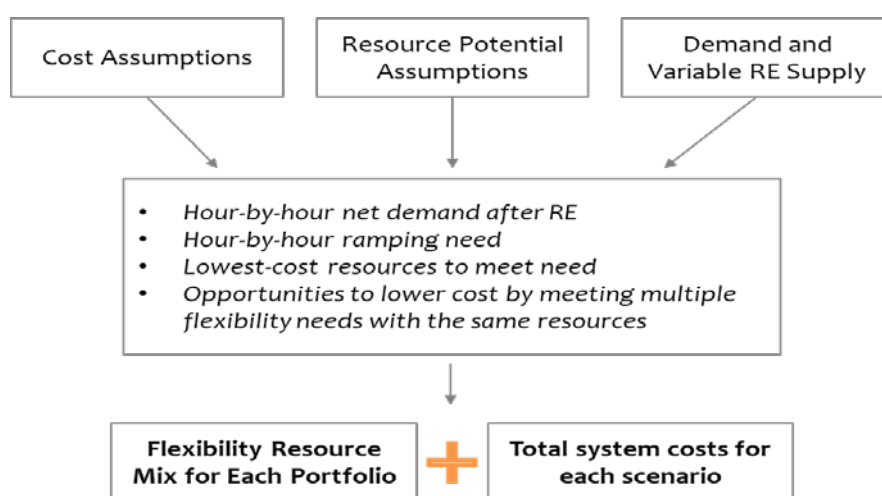 Cost Assumptions
Resource Potential
Assumptions
Demand and
Variable RE Supply
• Hour-by-hour net demand after RE
• Hour-by-hour ramping need
• Lowest-cost resources to meet need
• Opportunities to lower cost by meeting multiple
flexibility needs with the same resources
Flexibility Resource
Mix for Each Portfolio
Total system costs for
each scenario